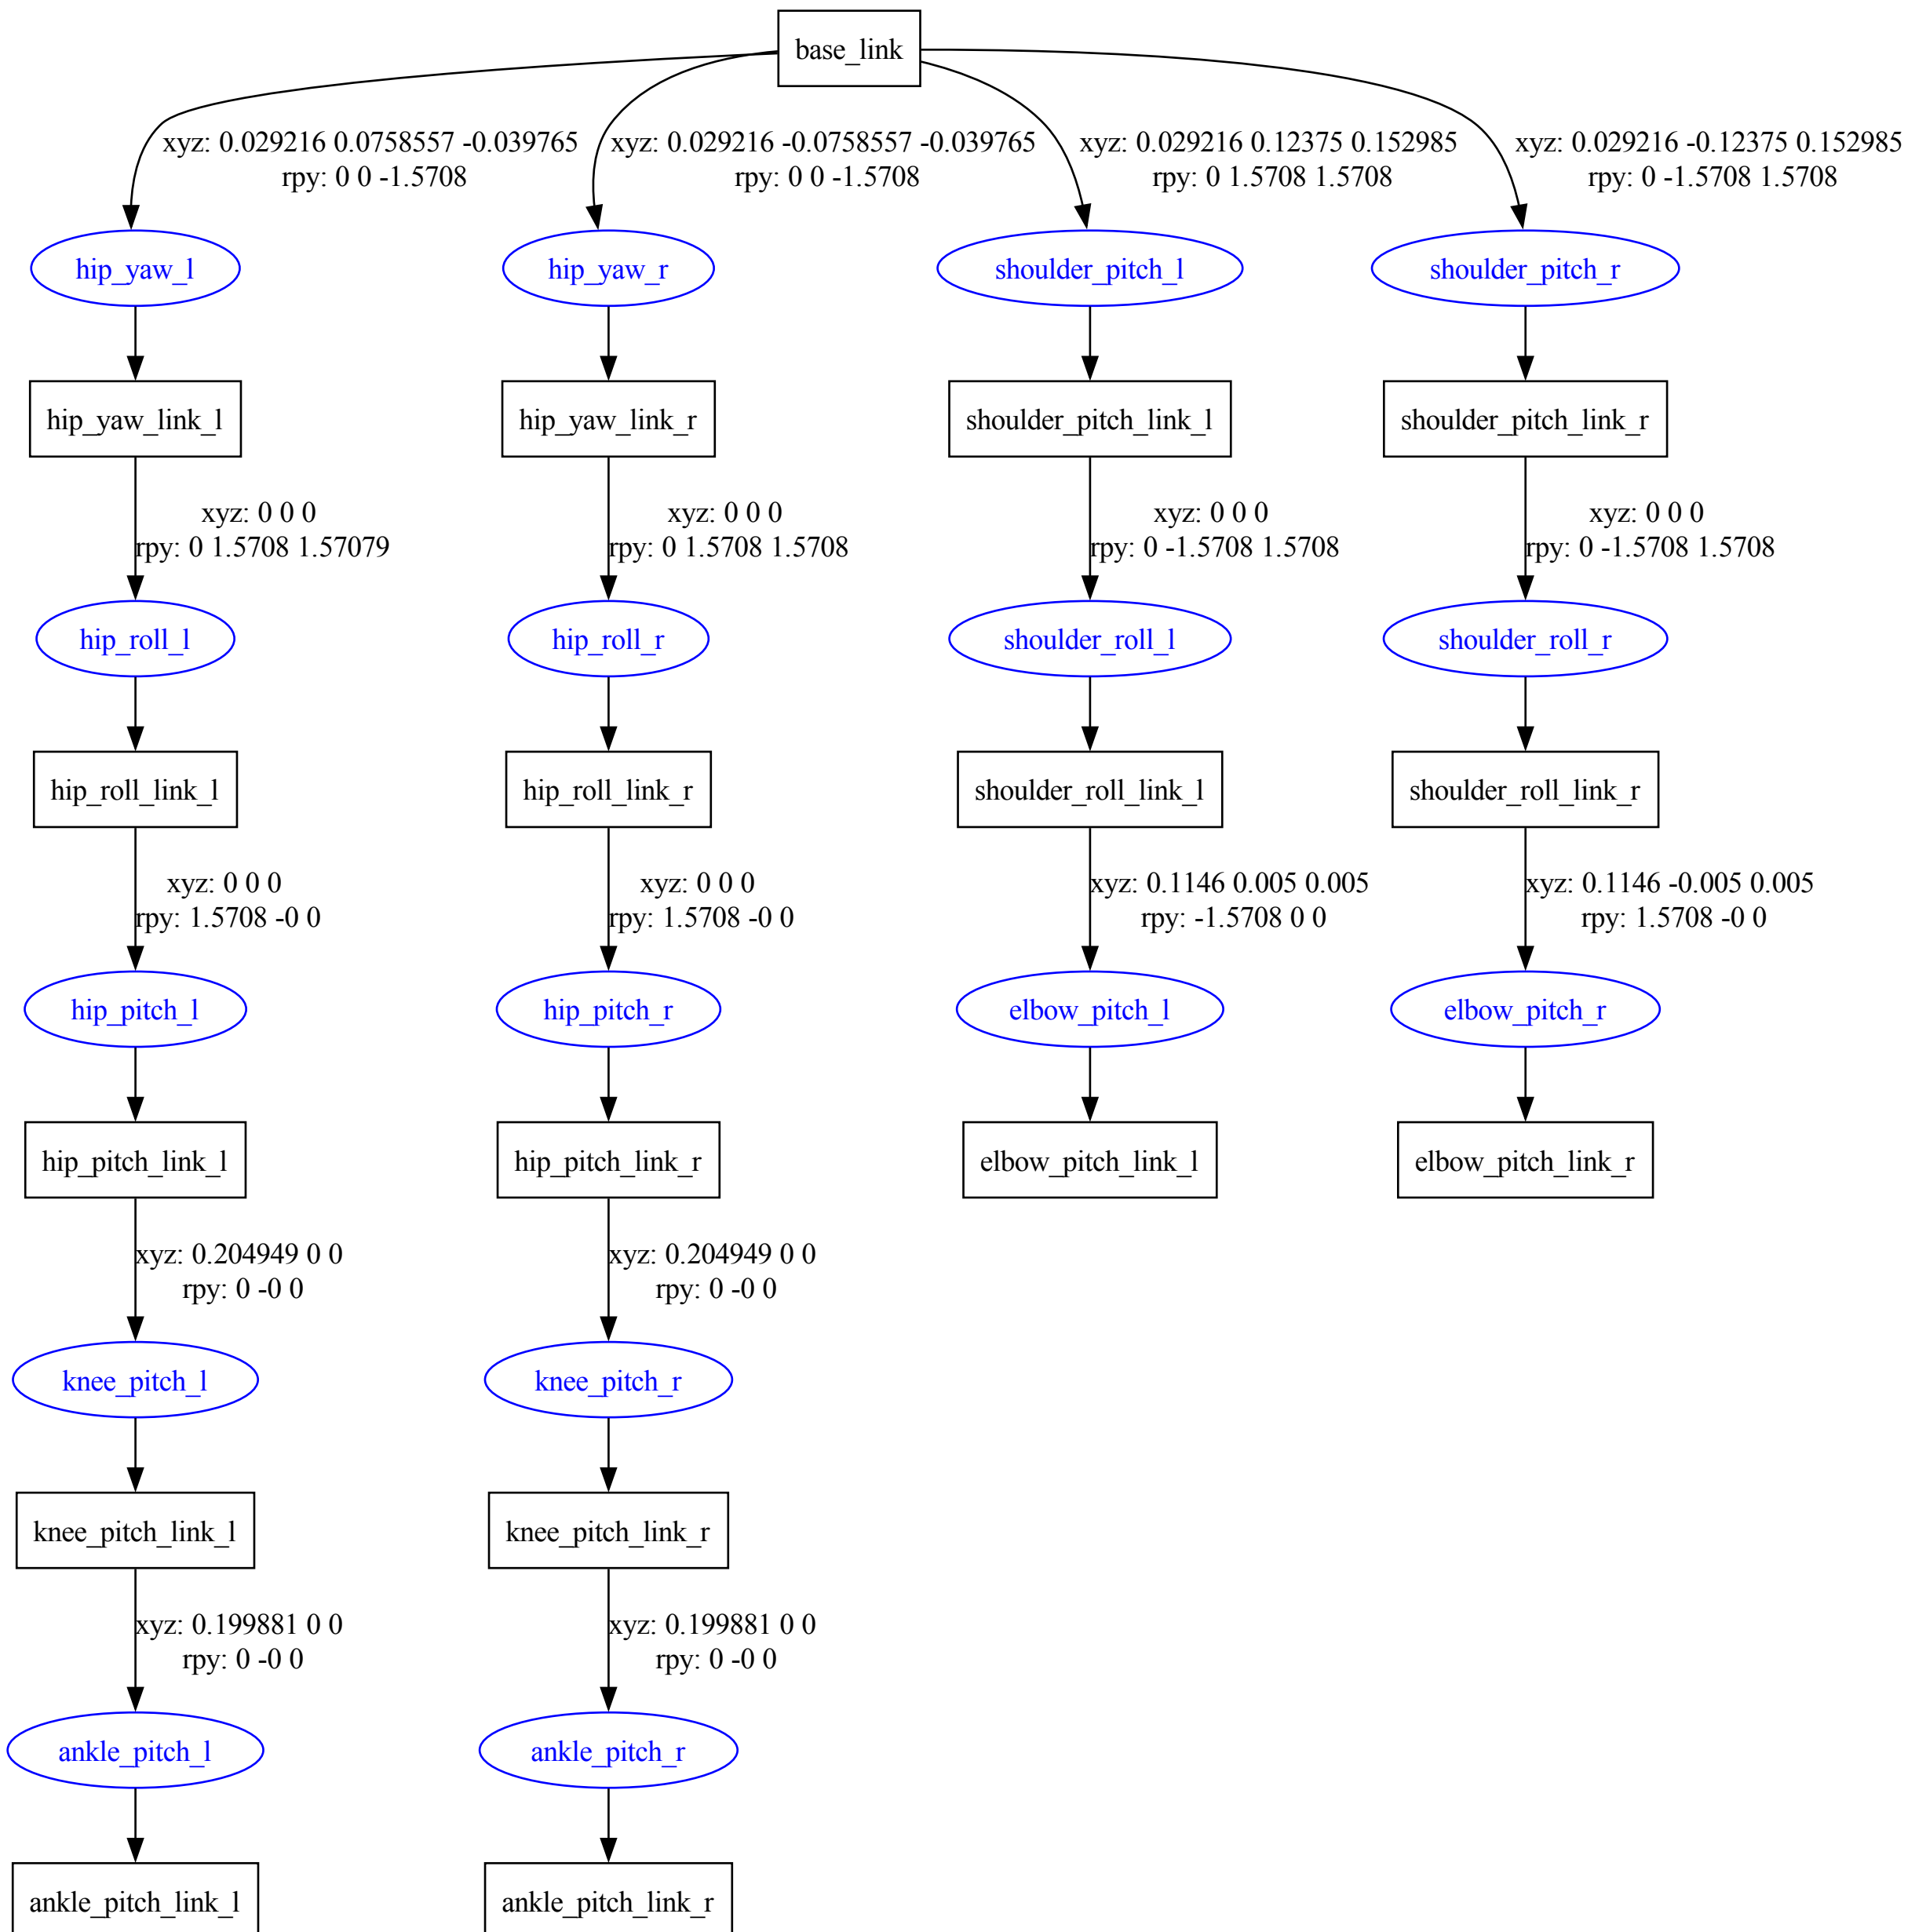 base_link
xyz: 0.029216 0.0758557 -0.039765
rpy: 0 0 -1.5708
xyz: 0.029216 -0.0758557 -0.039765
rpy: 0 0 -1.5708
xyz: 0.029216 0.12375 0.152985
rpy: 0 1.5708 1.5708
xyz: 0.029216 -0.12375 0.152985
rpy: 0 -1.5708 1.5708
hip_yaw_l
hip_yaw_r
shoulder_pitch_l
shoulder_pitch_r
hip_yaw_link_l
hip_yaw_link_r
shoulder_pitch_link_l
shoulder_pitch_link_r
xyz: 0 0 0
rpy: 0 1.5708 1.57079
xyz: 0 0 0
rpy: 0 1.5708 1.5708
xyz: 0 0 0
rpy: 0 -1.5708 1.5708
xyz: 0 0 0
rpy: 0 -1.5708 1.5708
hip_roll_l
hip_roll_r
shoulder_roll_l
shoulder_roll_r
hip_roll_link_l
hip_roll_link_r
shoulder_roll_link_l
shoulder_roll_link_r
xyz: 0 0 0
rpy: 1.5708 -0 0
xyz: 0 0 0
rpy: 1.5708 -0 0
xyz: 0.1146 0.005 0.005
rpy: -1.5708 0 0
xyz: 0.1146 -0.005 0.005
rpy: 1.5708 -0 0
hip_pitch_l
hip_pitch_r
elbow_pitch_l
elbow_pitch_r
hip_pitch_link_l
hip_pitch_link_r
elbow_pitch_link_l
elbow_pitch_link_r
xyz: 0.204949 0 0
rpy: 0 -0 0
xyz: 0.204949 0 0
rpy: 0 -0 0
knee_pitch_l
knee_pitch_r
knee_pitch_link_l
knee_pitch_link_r
xyz: 0.199881 0 0
rpy: 0 -0 0
xyz: 0.199881 0 0
rpy: 0 -0 0
ankle_pitch_l
ankle_pitch_r
ankle_pitch_link_l
ankle_pitch_link_r